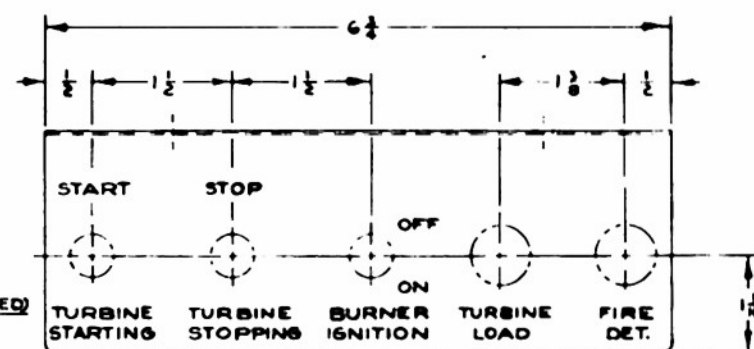 6 3/4
1/2 1 1/2 1 1/2 1 3/8 1/2
START STOP
OFF
ON
TURBINE TURBINE BURNER TURBINE FIRE
STARTING STOPPING IGNITION LOAD DET.